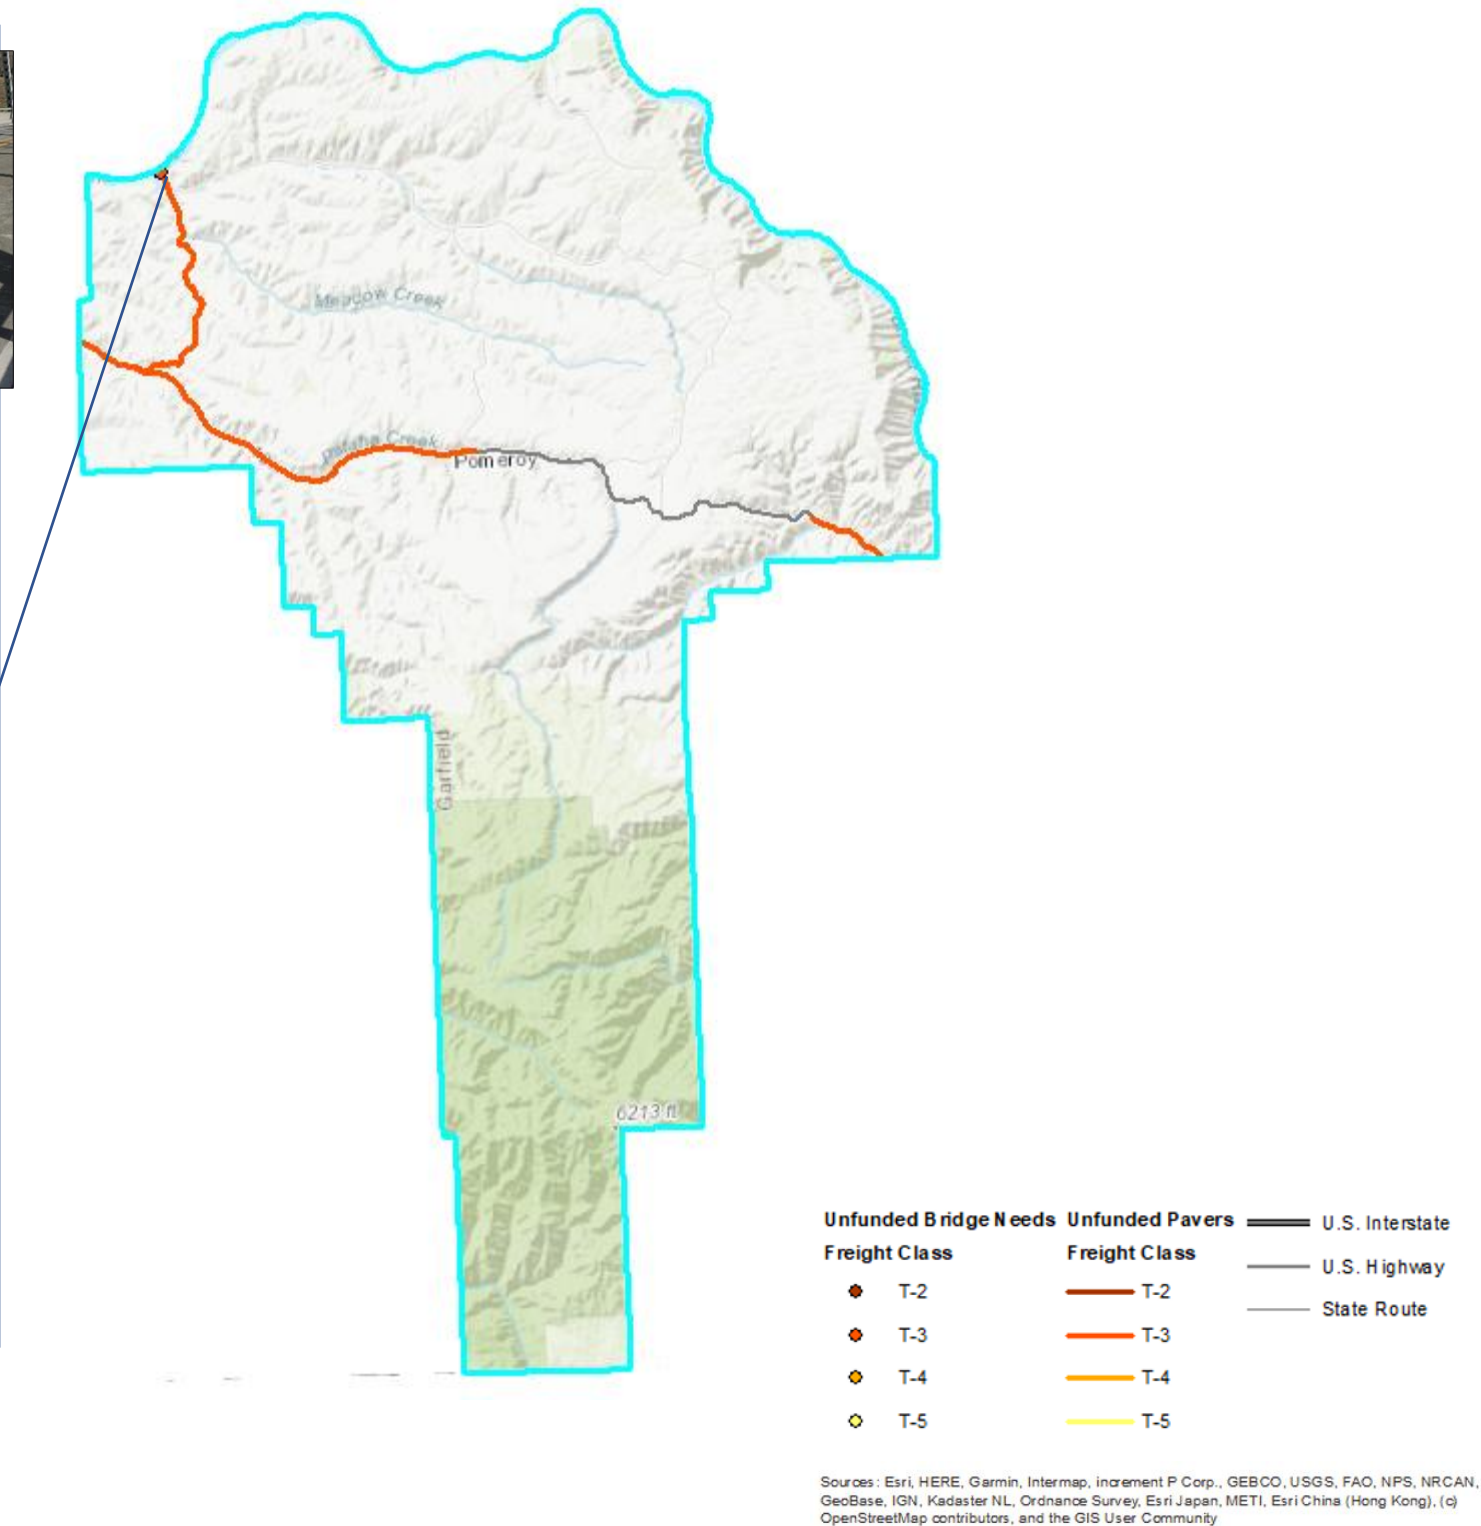 Meadow Creek
Pataha Creek
Pomeroy
Garfield
6213 ft
Unfunded Bridge Needs
Freight Class
T-2
T-3
T-4
T-5
Unfunded Pavers
Freight Class
T-2
T-3
T-4
T-5
U.S. Interstate
U.S. Highway
State Route
Sources: Esri, HERE, Garmin, Intermap, increment P Corp., GEBCO, USGS, FAO, NPS, NRCAN,
GeoBase, IGN, Kadaster NL, Ordnance Survey, Esri Japan, METI, Esri China (Hong Kong), (c)
OpenStreetMap contributors, and the GIS User Community